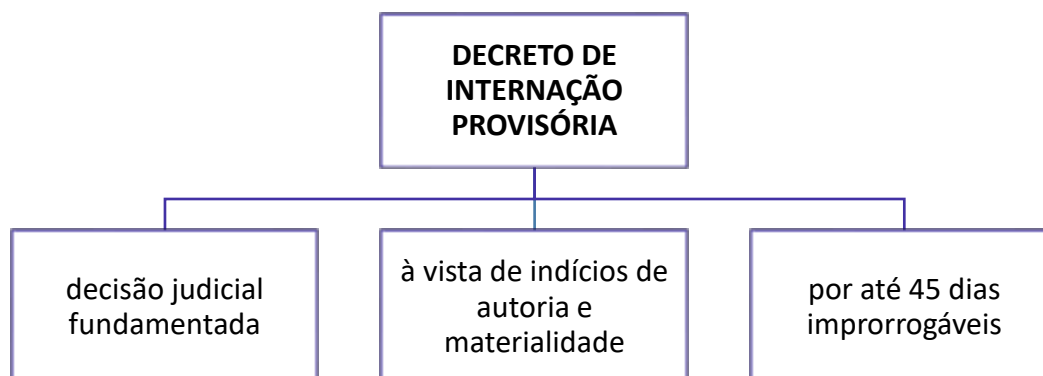 DECRETO DE
INTERNAÇÃO
PROVISÓRIA
decisão judicial
fundamentada
à vista de indícios de
autoria e
materialidade
por até 45 dias
improrrogáveis